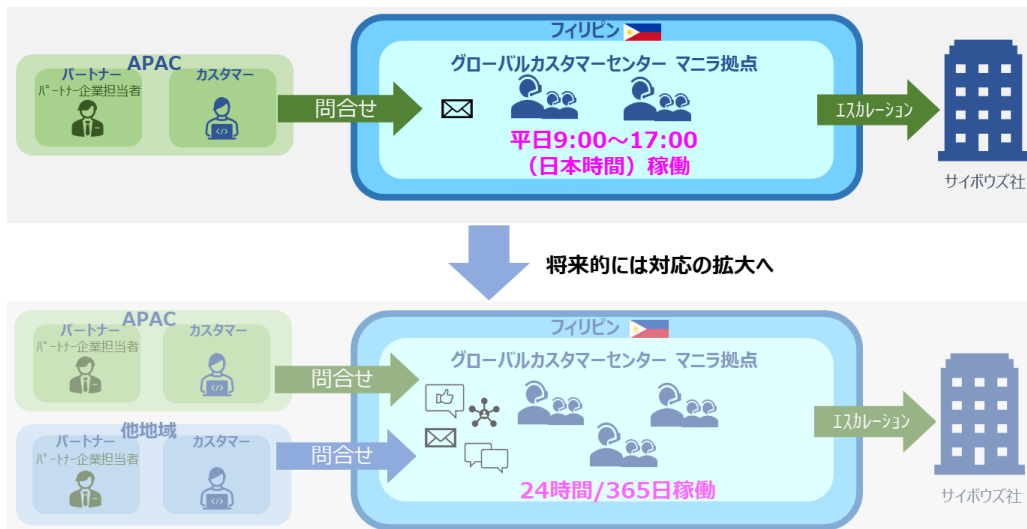 フィリピン
APAC
グローバルカスタマーセンター マニラ拠点
パートナー
カスタマー
パートナー企業担当者
問合せ
エスカレーション
平日9:00～17:00
（日本時間）稼働
サイボウズ社
将来的には対応の拡大へ
APAC
フィリピン
パートナー
カスタマー
パートナー企業担当者
グローバルカスタマーセンター マニラ拠点
問合せ
他地域
エスカレーション
パートナー
カスタマー
パートナー企業担当者
問合せ
24時間/365日稼働
サイボウズ社